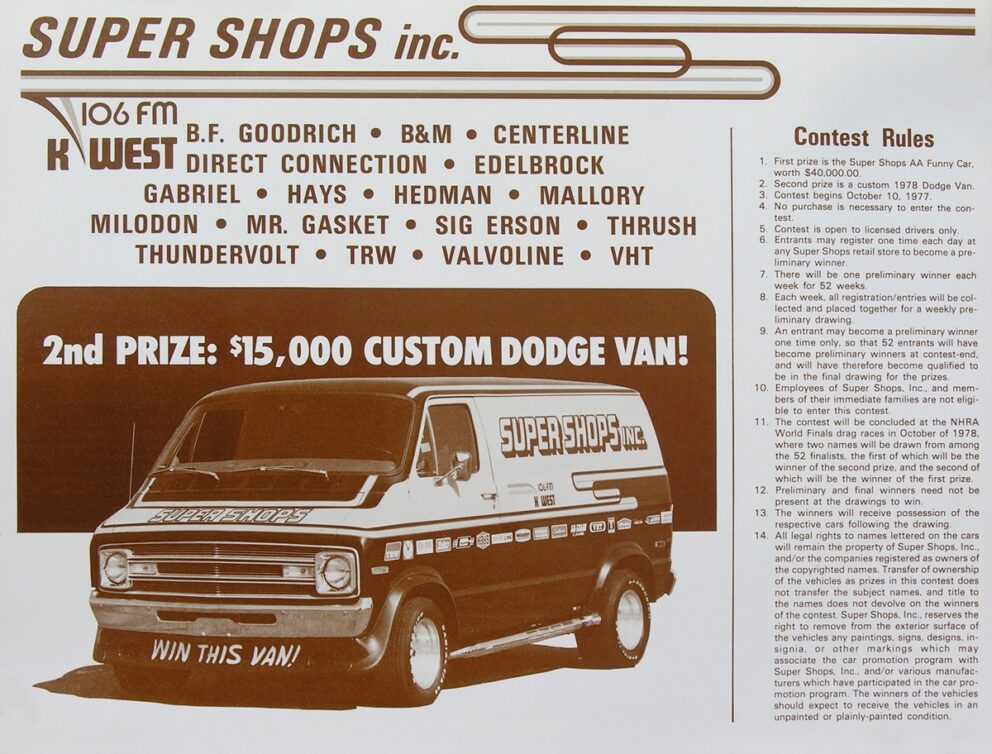 SUPER SHOPS inc.
106 FM
K WEST
B.F. GOODRICH • B&M • CENTERLINE
DIRECT CONNECTION • EDELBROCK
GABRIEL • HAYS • HEDMAN • MALLORY
MILODON • MR. GASKET • SIG ERSON • THRUSH
THUNDERVOLT • TRW • VALVOLINE • VHT
2nd PRIZE: $15,000 CUSTOM DODGE VAN!
SUPER SHOPS INC.
106 FM
K WEST
SUPER SHOPS
WIN THIS VAN!
Contest Rules
1. First prize is the Super Shops AA Funny Car,
worth $40,000.00.
2. Second prize is a custom 1978 Dodge Van.
3. Contest begins October 10, 1977.
4. No purchase is necessary to enter the con-
test.
5. Contest is open to licensed drivers only.
6. Entrants may register one time each day at
any Super Shops retail store to become a pre-
liminary winner.
7. There will be one preliminary winner each
week for 52 weeks.
8. Each week, all registration/entries will be col-
lected and placed together for a weekly pre-
liminary drawing.
9. An entrant may become a preliminary winner
one time only, so that 52 entrants will have
become preliminary winners at contest-end,
and will have therefore become qualified to
be in the final drawing for the prizes.
10. Employees of Super Shops, Inc., and mem-
bers of their immediate families are not eligi-
ble to enter this contest.
11. The contest will be concluded at the NHRA
World Finals drag races in October of 1978,
where two names will be drawn from among
the 52 finalists, the first of which will be the
winner of the second prize, and the second of
which will be the winner of the first prize.
12. Preliminary and final winners need not be
present at the drawings to win.
13. The winners will receive possession of the
respective cars following the drawing.
14. All legal rights to names lettered on the cars
will remain the property of Super Shops, Inc.,
and/or the companies registered as owners of
the copyrighted names. Transfer of ownership
of the vehicles as prizes in this contest does
not transfer the subject names, and title to
the names does not devolve on the winners
of the contest. Super Shops, Inc., reserves the
right to remove from the exterior surface of
the vehicles any paintings, signs, designs, in-
signia, or other markings which may
associate the car promotion program with
Super Shops, Inc. and/or various manufac-
turers which have participated in the car pro-
motion program. The winners of the vehicles
should expect to receive the vehicles in an
unpainted or plainly-painted condition.